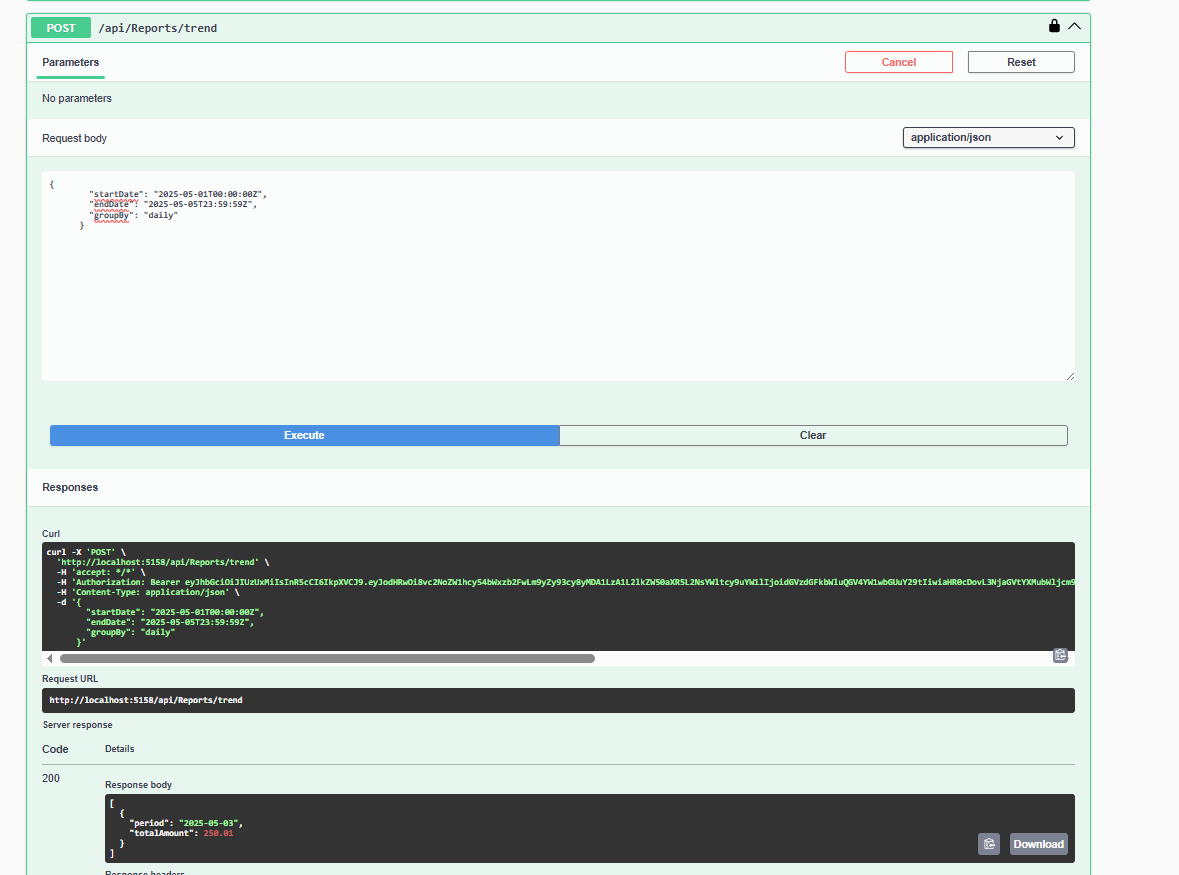 POST /api/Reports/trend
Parameters
Cancel
Reset
No parameters
Request body
application/json
{
"startDate": "2025-05-01T00:00:00Z",
"endDate": "2025-05-05T23:59:59Z",
"groupBy": "daily"
}
Execute
Clear
Responses
Curl
curl -X 'POST' \
'http://localhost:5158/api/Reports/trend' \
-H 'accept: */*' \
-H 'Authorization: Bearer
-H 'Content-Type: application/json' \
-d '{
"startDate": "2025-05-01T00:00:00Z",
"endDate": "2025-05-05T23:59:59Z",
"groupBy": "daily"
}'
Request URL
http://localhost:5158/api/Reports/trend
Server response
Code
Details
200
Response body
[
{
"period": "2025-05-03",
"totalAmount": 250.01
}
]
Download
Response headers